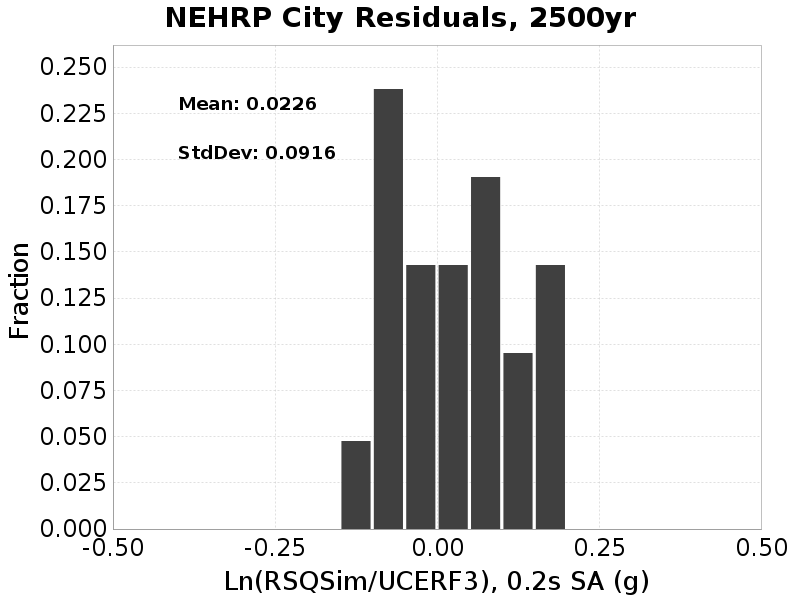 NEHRP City Residuals, 2500yr
0.250
Mean: 0.0226
0.225
StdDev: 0.0916
0.200
0.175
0.150
0.125
0.100
0.075
0.050
0.025
0.000
Fraction
-0.50 -0.25 0.00 0.25 0.50
Ln(RSQSim/UCERF3), 0.2s SA (g)